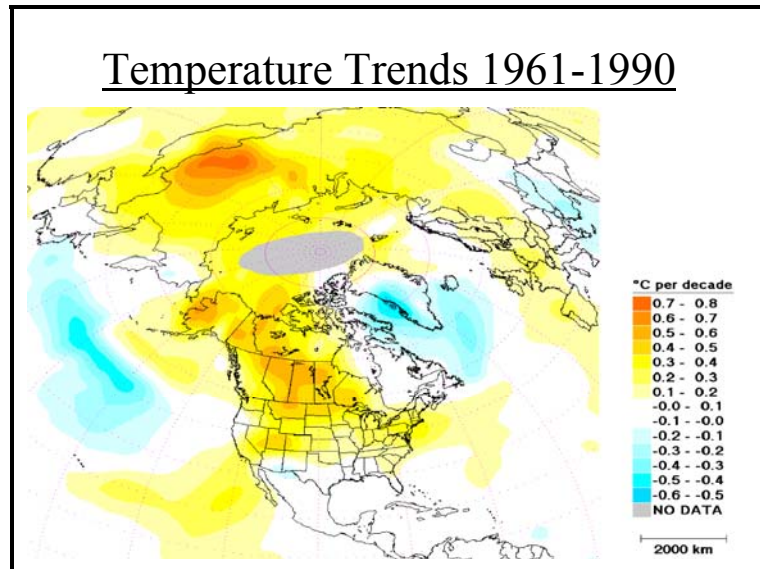 Temperature Trends 1961-1990
°C per decade
0.7 - 0.8
0.6 - 0.7
0.5 - 0.6
0.4 - 0.5
0.3 - 0.4
0.2 - 0.3
0.1 - 0.2
-0.0 - 0.1
-0.1 - -0.0
-0.2 - -0.1
-0.3 - -0.2
-0.4 - -0.3
-0.5 - -0.4
-0.6 - -0.5
NO DATA
2000 km